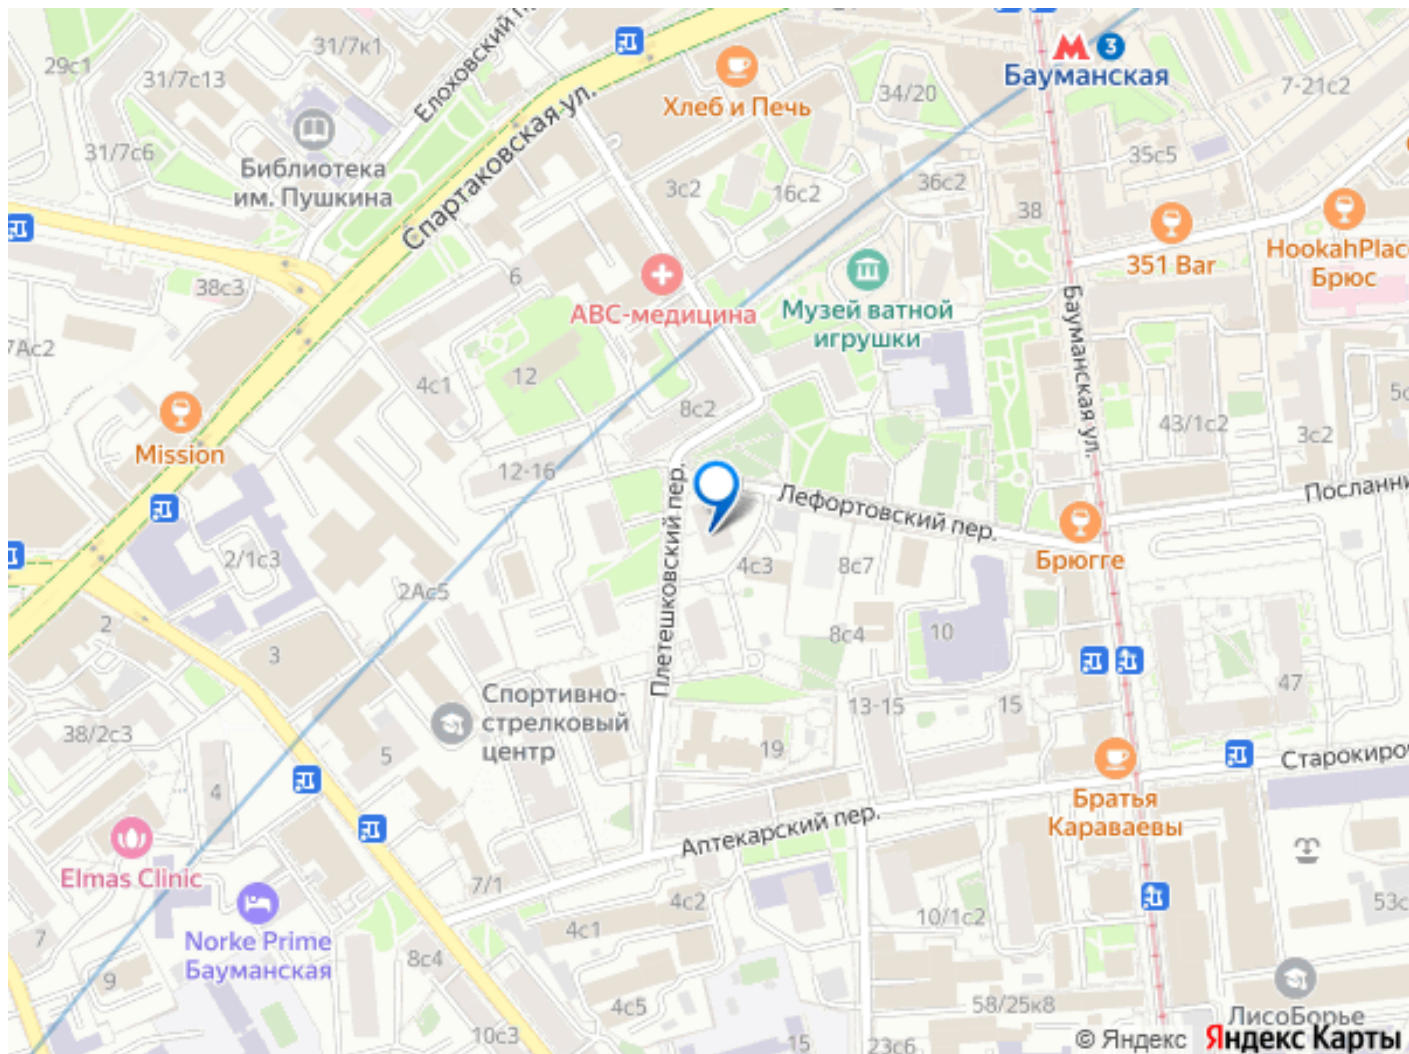 31/7к1
29с1
31/7с13
Елоховский п
3
Бауманская
7-21с2
Хлеб и Печь
34/20
Спартаковская ул.
31/7с6
Библиотека
им. Пушкина
35с5
3с2
16с2
36с2
38
351 Bar
HookahPlace
Брюс
38с3
6
АВС-медицина
Музей ватной
игрушки
Бауманская ул.
7Ас2
4с1
12
8с2
5с
43/1с2
3с2
Mission
12-16
Плетешковский пер.
Лефортовский пер.
Посланни
Брюгге
2/1с3
2Ас5
4с3
8с7
2
3
8с4
10
47
Спортивно-
стрелковый
центр
38/2с3
5
13-15
15
19
Старокиро
4
Братья
Караваевы
Аптекарский пер.
Elmas Clinic
7/1
4с2
10/1с2
53с
7
Norke Prime
Бауманская
4с1
8с4
9
4с5
58/25к8
ЛисоБорье
10с3
15
23с6
© Яндекс Яндекс Карты